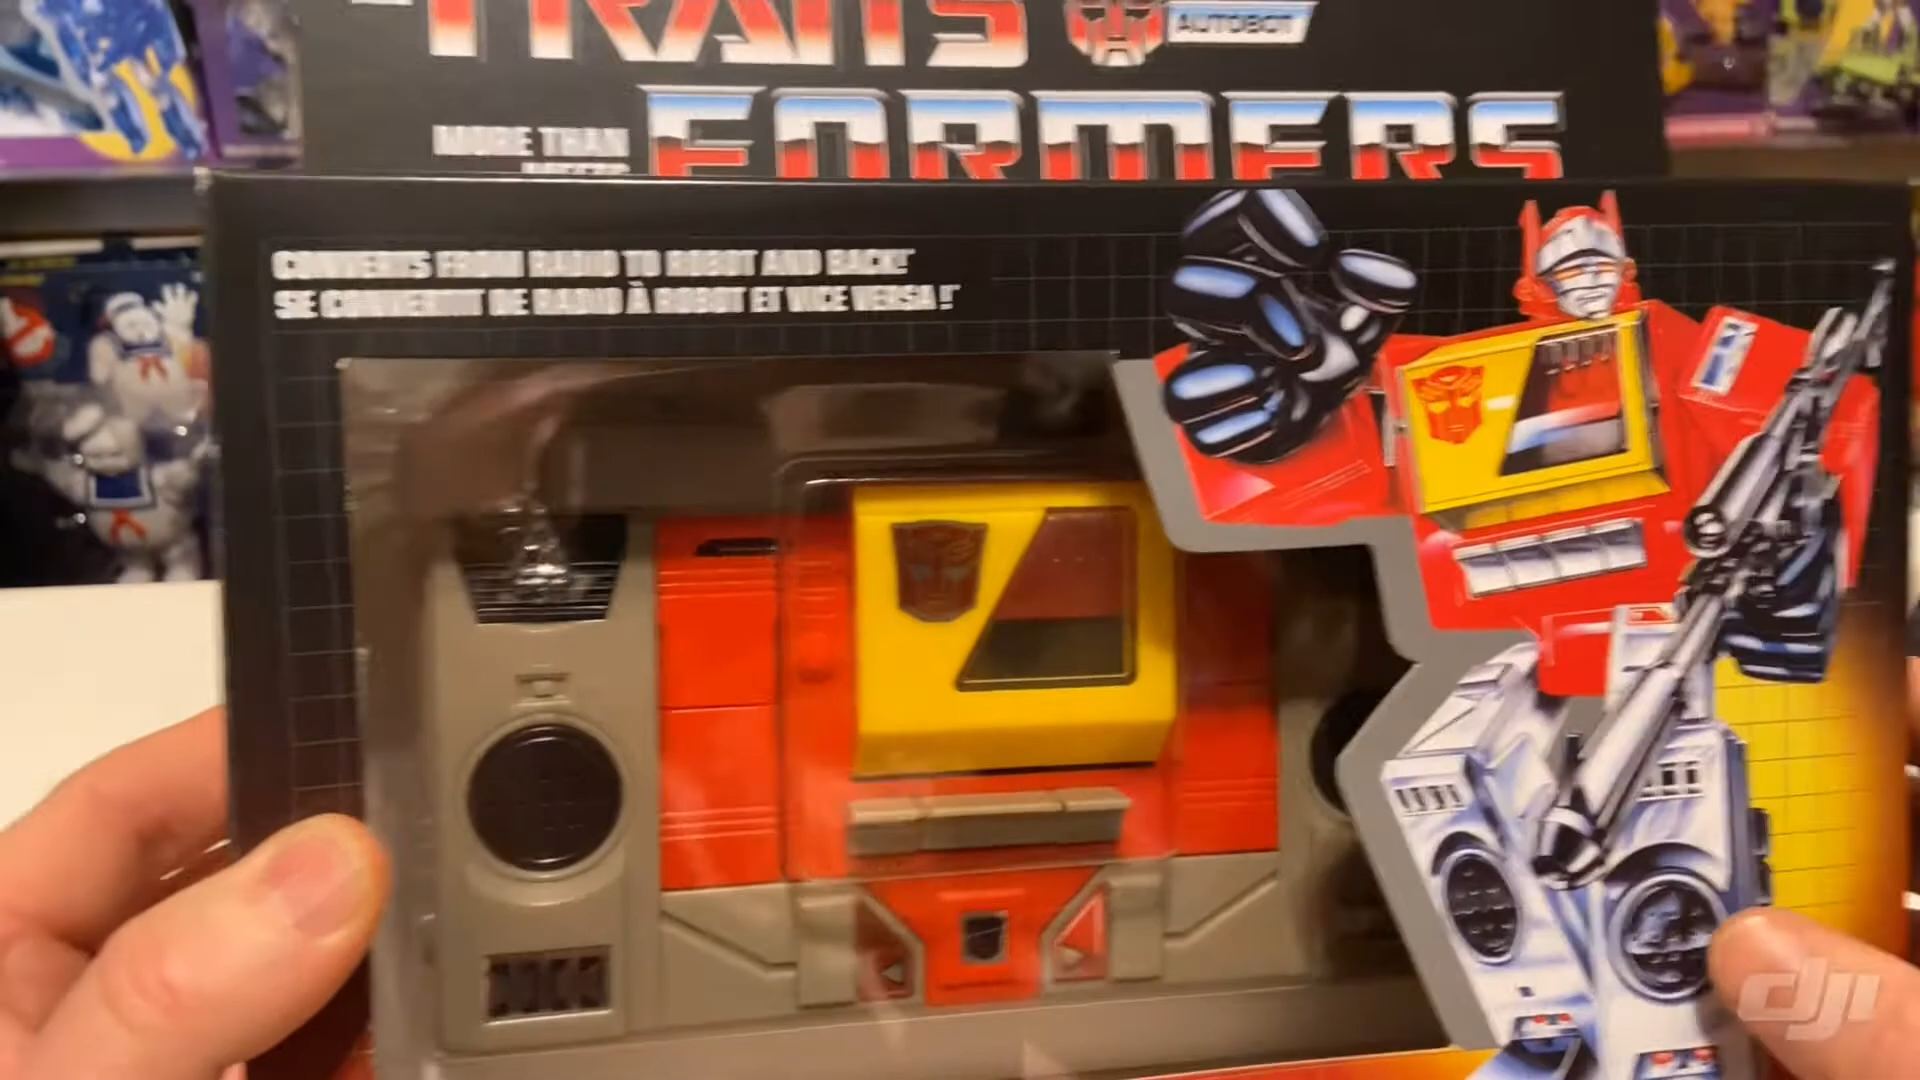 TRANS
AUTOBOT
MORE THAN
FORMERS
CONVERTS FROM RADIO TO ROBOT AND BACK!
SE CONVERTIT DE RADIO À ROBOT ET VICE VERSA !
dji